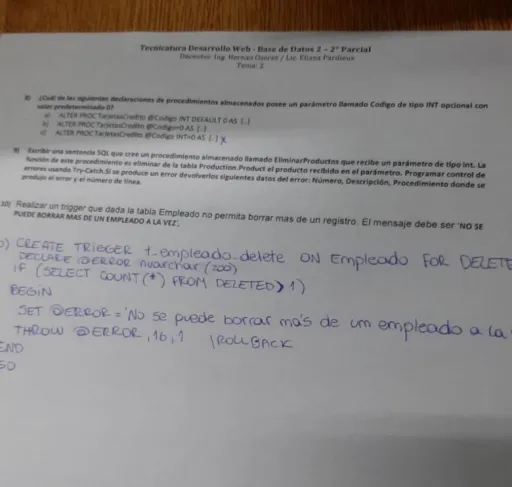 Tecnicatura Desarrollo Web - Base de Datos 2 - 2° Parcial
Docentes: Ing. Hernan Ozoras / Lic. Eliana Pardieux
Tema: 2
8) ¿Cuál de las siguientes declaraciones de procedimientos almacenados posee un parámetro llamado Codigo de tipo INT opcional con
valor predeterminado 0?
a) ALTER PROC TarjetasCredito @Codigo INT DEFAULT 0 AS [..]
b) ALTER PROC TarjetasCredito @Codigo=0 AS [..]
c) ALTER PROC TarjetasCredito @Codigo INT=0 AS [..] X
9) Escribir una sentencia SQL que cree un procedimiento almacenado llamado EliminarProductos que recibe un parámetro de tipo int. La
función de este procedimiento es eliminar de la tabla Production.Product el producto recibido en el parámetro. Programar control de
errores usando Try-Catch.Si se produce un error devolverlos siguientes datos del error: Número, Descripción, Procedimiento donde se
produjo el error y el número de línea.
10) Realizar un trigger que dada la tabla Empleado no permita borrar mas de un registro. El mensaje debe ser 'NO SE
PUEDE BORRAR MAS DE UN EMPLEADO A LA VEZ',
) CREATE TRIGGER t_empleado_delete ON Empleado FOR DELETE
DECLARE @ERROR nvarchar(200)
IF (SELECT COUNT(*) FROM DELETED) > 1)
BEGIN
SET @ERROR = 'No se puede borrar más de un empleado a la
THROW @ERROR, 16, 1 \ROLLBACK
END
GO